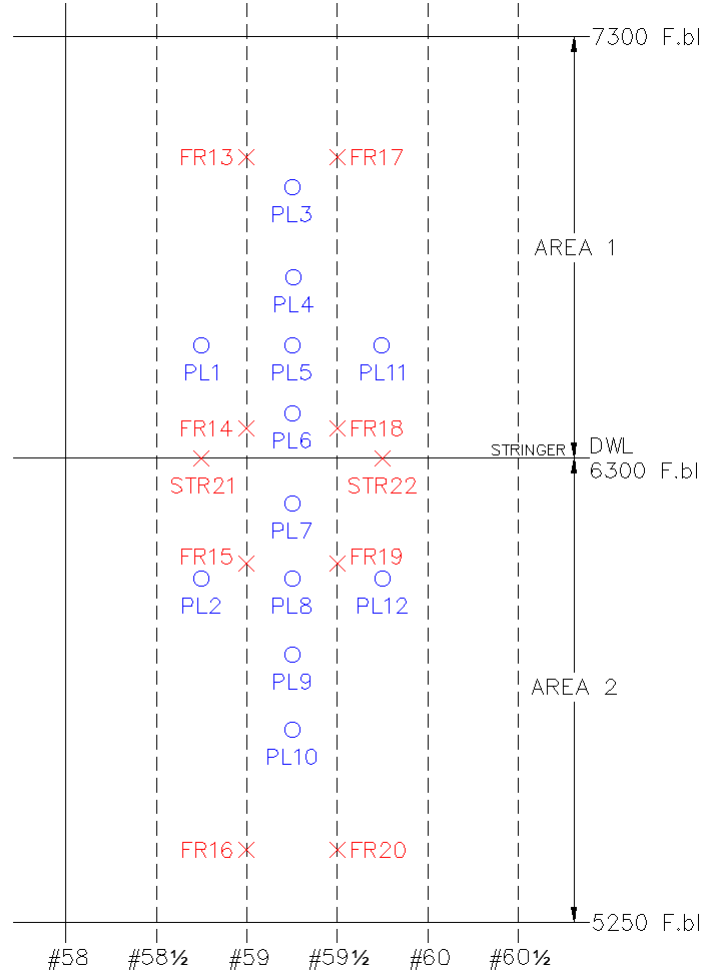 7300 F.bl
FR13
FR17
PL3
AREA 1
PL4
PL1
PL5
PL11
FR14
PL6
FR18
STRINGER
DWL
6300 F.bl
STR21
STR22
PL7
FR15
FR19
PL2
PL8
PL12
PL9
AREA 2
PL10
FR16
FR20
5250 F.bl
#58 #58½ #59 #59½ #60 #60½